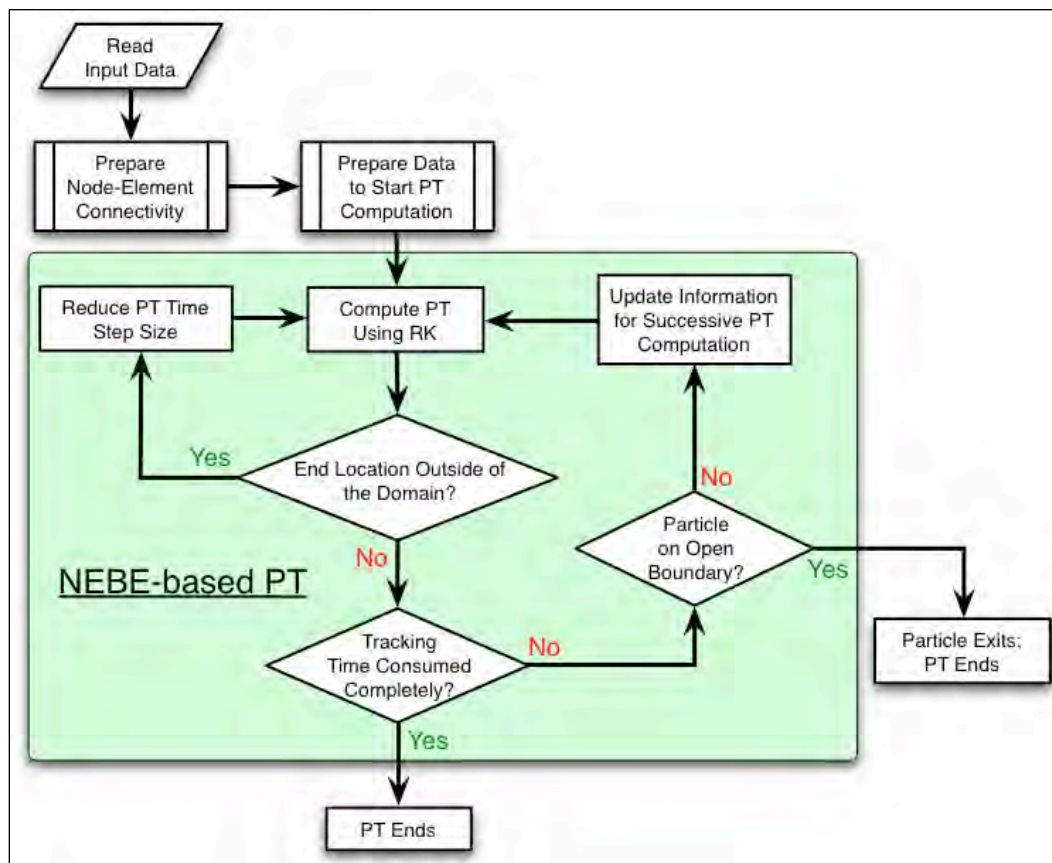 Read
Input Data
Prepare
Node-Element
Connectivity
Prepare Data
to Start PT
Computation
Reduce PT Time
Step Size
Compute PT
Using RK
Update Information
for Successive PT
Computation
Yes
End Location Outside of
the Domain?
No
No
Particle
on Open
Boundary?
Yes
NEBE-based PT
Tracking
Time Consumed
Completely?
No
Particle Exits;
PT Ends
Yes
PT Ends